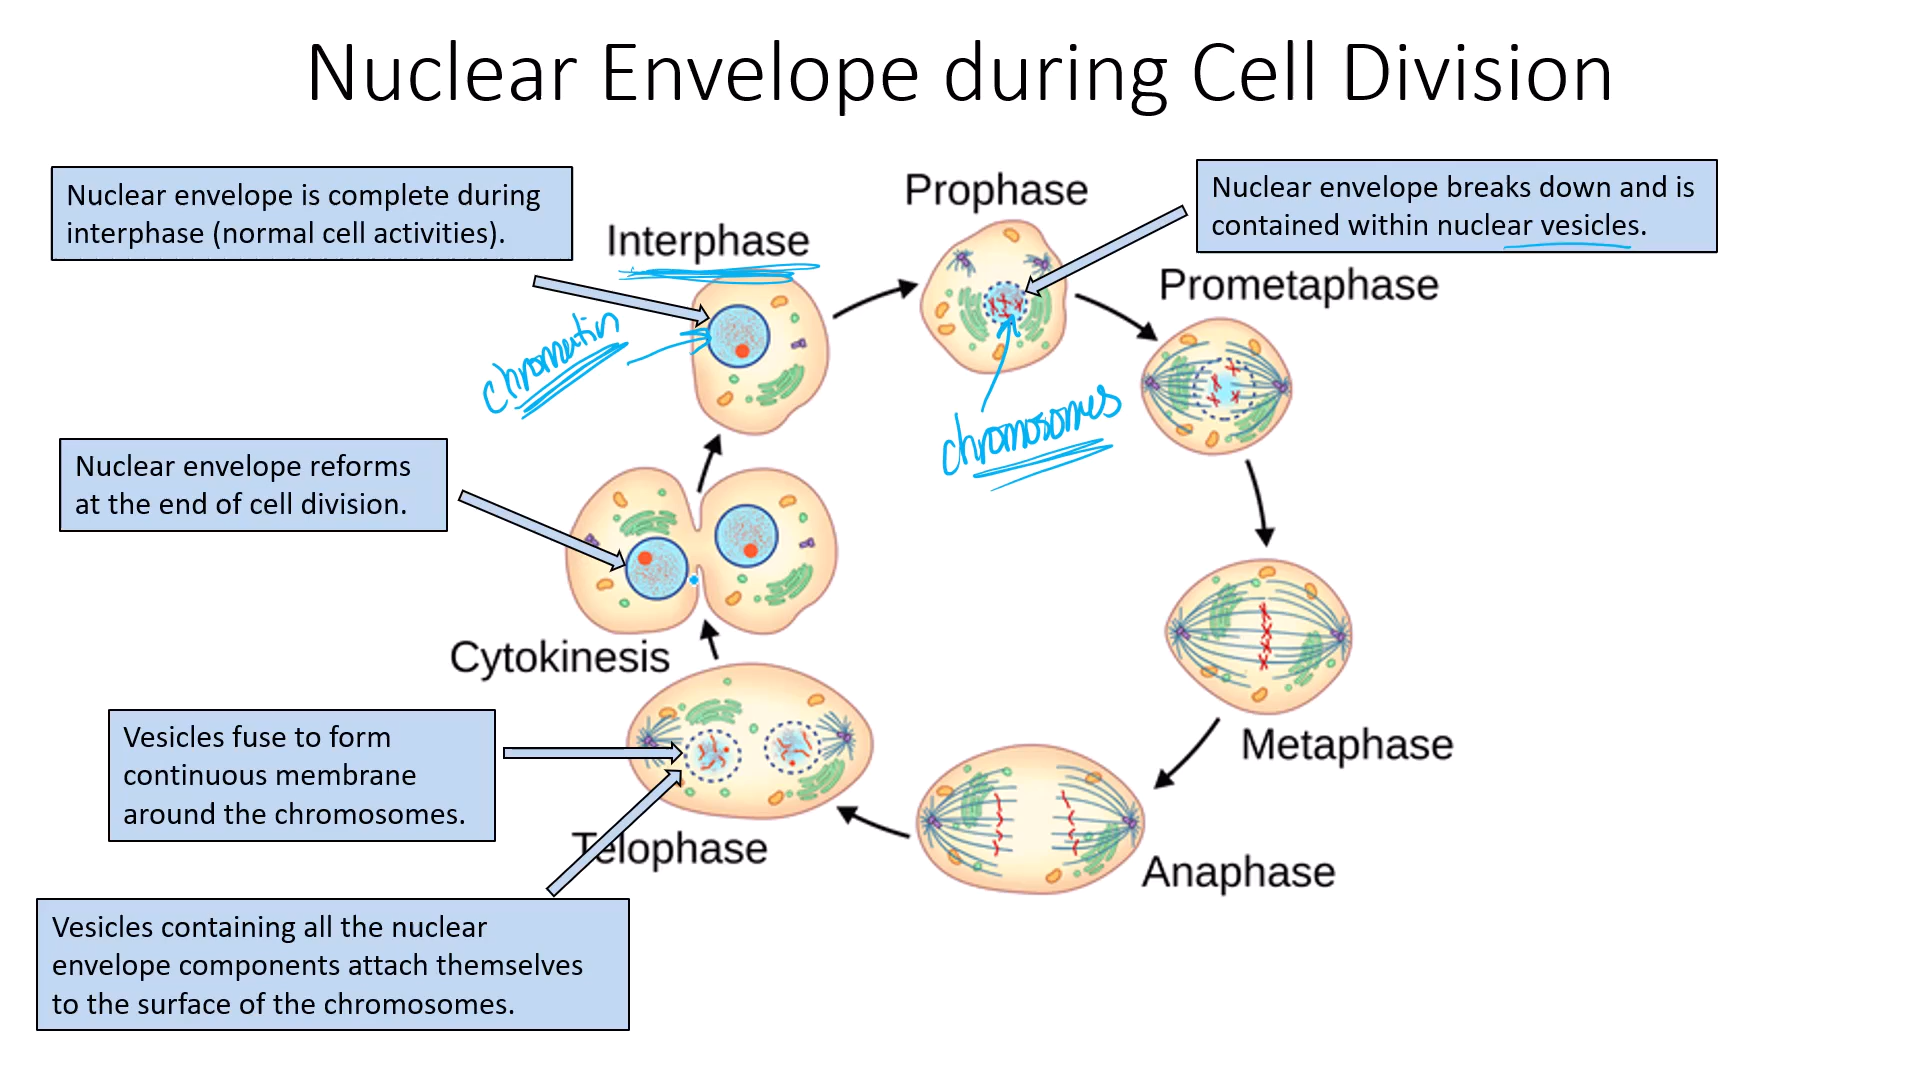 Nuclear Envelope during Cell Division
Nuclear envelope is complete during
interphase (normal cell activities).
Interphase
Prophase
Nuclear envelope breaks down and is
contained within nuclear vesicles.
Prometaphase
chromatin
chromosomes
Nuclear envelope reforms
at the end of cell division.
Cytokinesis
Metaphase
Vesicles fuse to form
continuous membrane
around the chromosomes.
Telophase
Anaphase
Vesicles containing all the nuclear
envelope components attach themselves
to the surface of the chromosomes.